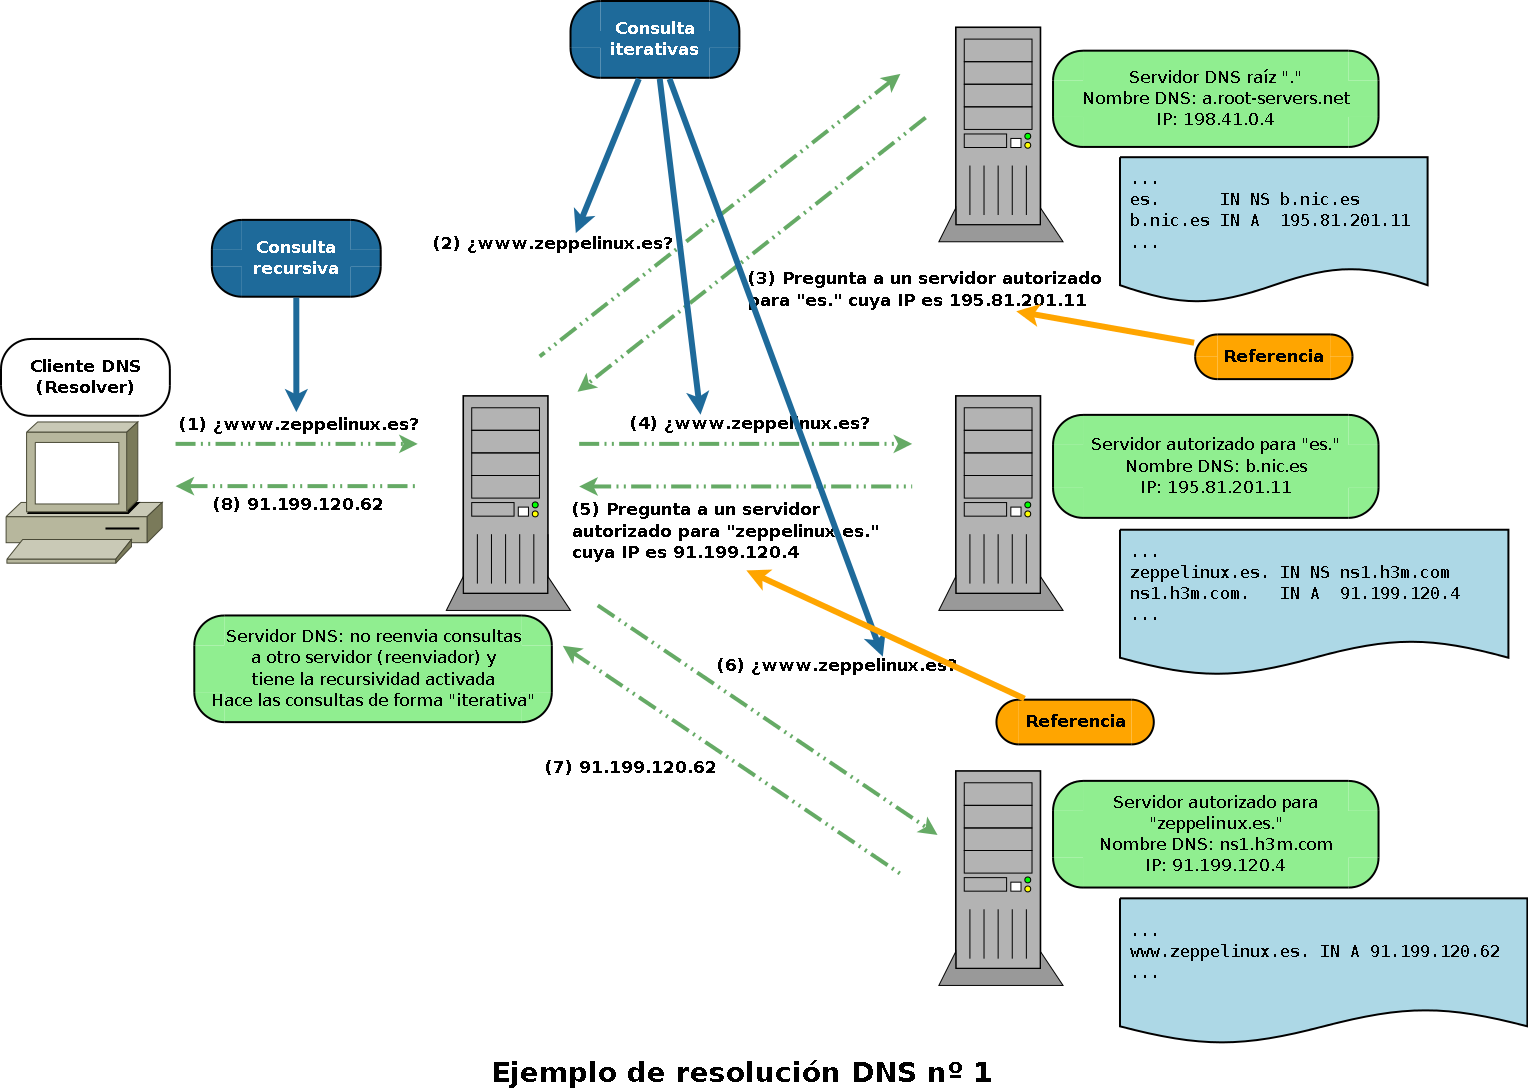 Consulta
iterativas
Servidor DNS raíz "."
Nombre DNS: a.root-servers.net
IP: 198.41.0.4
...
es.      IN NS b.nic.es
b.nic.es IN A  195.81.201.11
...
Consulta
recursiva
(2) ¿www.zeppelinux.es?
(3) Pregunta a un servidor autorizado
para "es." cuya IP es 195.81.201.11
Referencia
Cliente DNS
(Resolver)
(1) ¿www.zeppelinux.es?
(8) 91.199.120.62
(4) ¿www.zeppelinux.es?
(5) Pregunta a un servidor
autorizado para "zeppelinux.es."
cuya IP es 91.199.120.4
Servidor autorizado para "es."
Nombre DNS: b.nic.es
IP: 195.81.201.11
...
zeppelinux.es. IN NS ns1.h3m.com
ns1.h3m.com.   IN A  91.199.120.4
...
Servidor DNS: no reenvia consultas
a otro servidor (reenviador) y
tiene la recursividad activada
Hace las consultas de forma "iterativa"
(6) ¿www.zeppelinux.es?
Referencia
(7) 91.199.120.62
Servidor autorizado para
"zeppelinux.es."
Nombre DNS: ns1.h3m.com
IP: 91.199.120.4
...
www.zeppelinux.es. IN A 91.199.120.62
...
Ejemplo de resolución DNS nº 1